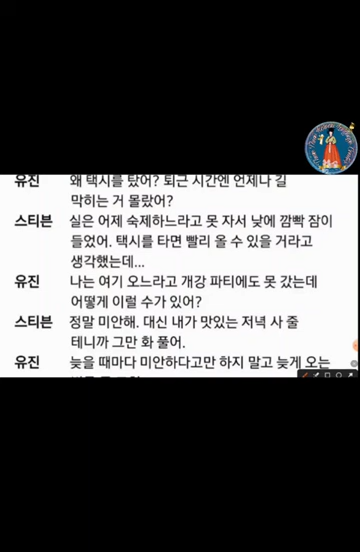 유진 왜 택시를 탔어? 퇴근 시간엔 언제나 길
막히는 거 몰랐어?
스티븐 실은 어제 숙제하느라고 못 자서 낮에 깜빡 잠이
들었어. 택시를 타면 빨리 올 수 있을 거라고
생각했는데...
유진 나는 여기 오느라고 개강 파티에도 못 갔는데
어떻게 이럴 수가 있어?
스티븐 정말 미안해. 대신 내가 맛있는 저녁 사 줄
테니까 그만 화 풀어.
유진 늦을 때마다 미안하다고만 하지 말고 늦게 오는